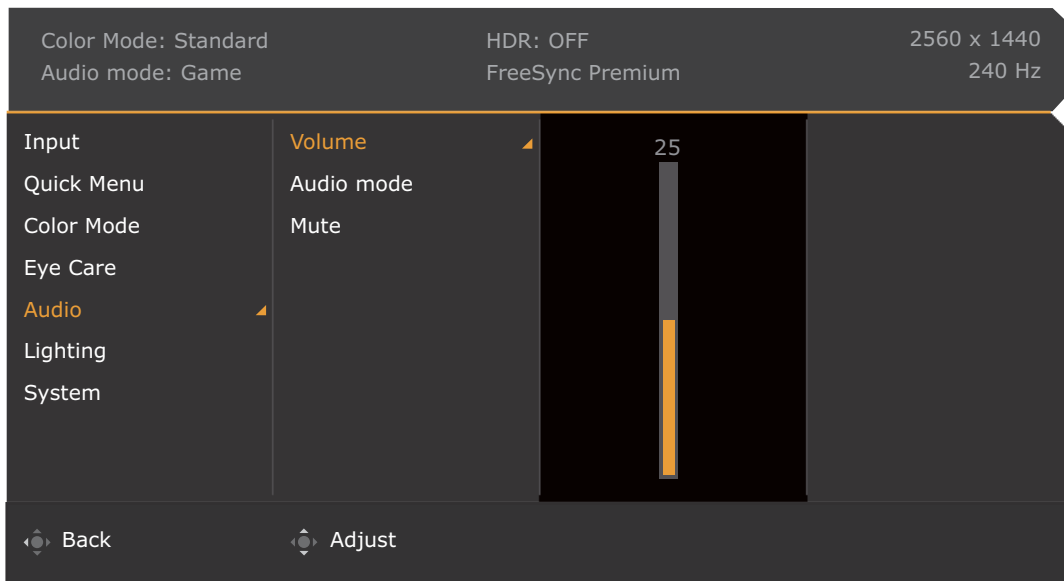 Color Mode: Standard
HDR: OFF
2560 x 1440
Audio mode: Game
FreeSync Premium
240 Hz
Input
Quick Menu
Color Mode
Eye Care
Audio
Lighting
System
Volume
Audio mode
Mute
25
Back
Adjust